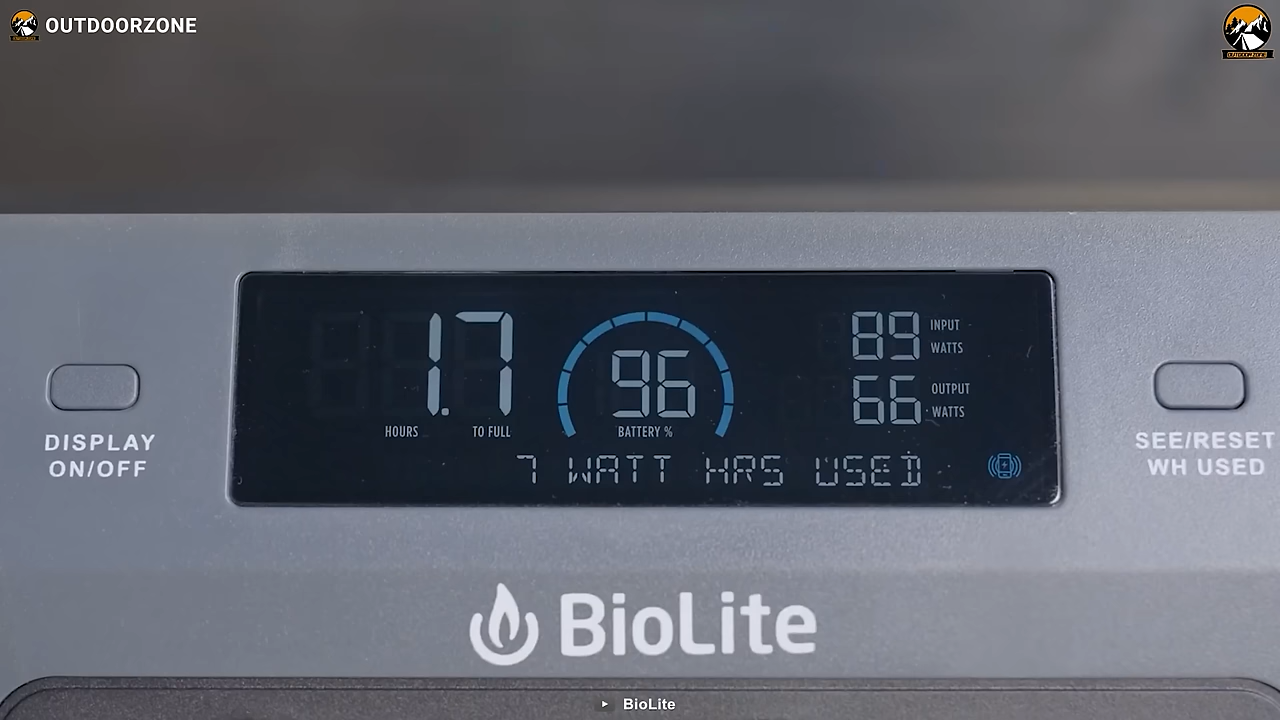 OUTDOORZONE
OUTDOORZONE
1.7
HOURS TO FULL
96
BATTERY %
89 INPUT WATTS
66 OUTPUT WATTS
7 WATT HRS USED
DISPLAY
ON/OFF
SEE/RESET
WH USED
BioLite
BioLite